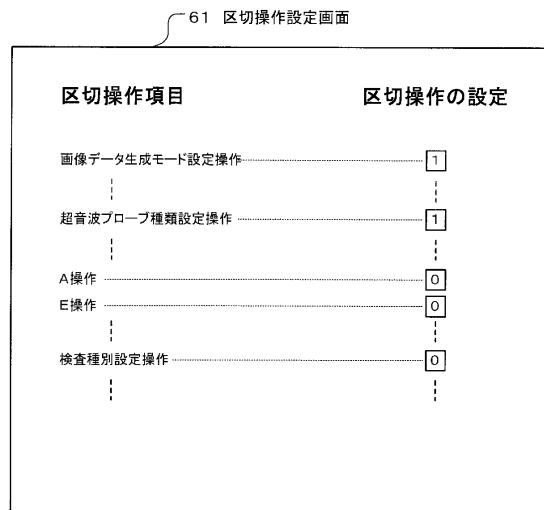 61 区切操作設定画面
区切操作項目 区切操作の設定
画像データ生成モード設定操作 1
超音波プローブ種類設定操作 1
A操作 0
E操作 0
検査種別設定操作 0